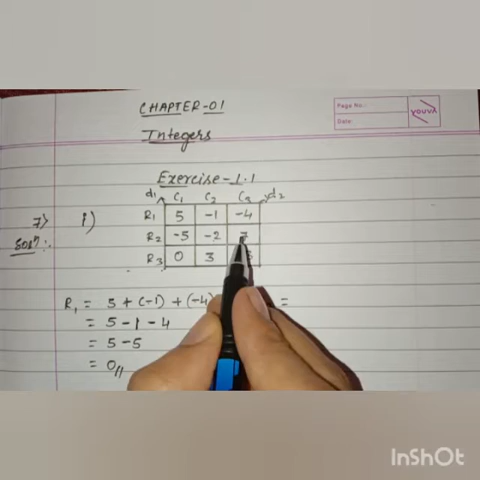 CHAPTER-01
Page No.:
Date:
YOUVA
Integers
Exercise-1.1
d1 C1 C2 C3 d2
7) i) R1 5 -1 -4
Sol^n:- R2 -5 -2 7
R3 0 3
R1 = 5 + (-1) + (-4) =
= 5 - 1 - 4
= 5 - 5
= 0//
InShOt